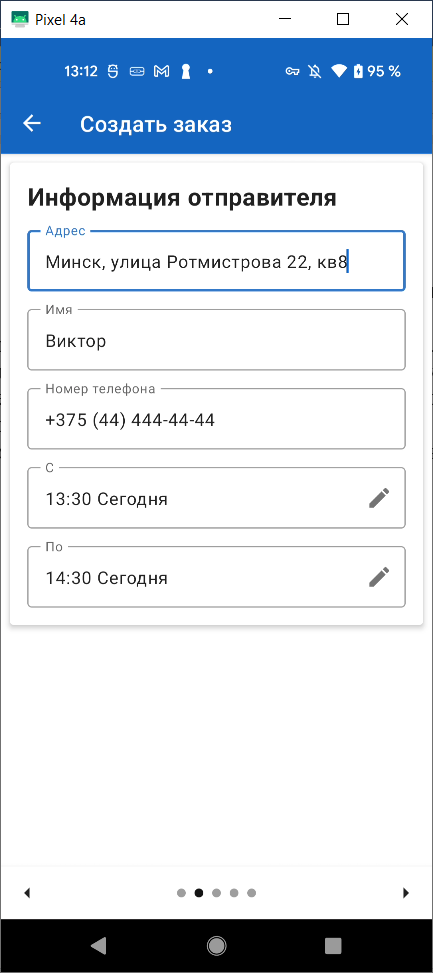 Pixel 4a
13:12
95 %
Создать заказ
Информация отправителя
Адрес
Минск, улица Ротмистрова 22, кв8
Имя
Виктор
Номер телефона
+375 (44) 444-44-44
С
13:30 Сегодня
По
14:30 Сегодня